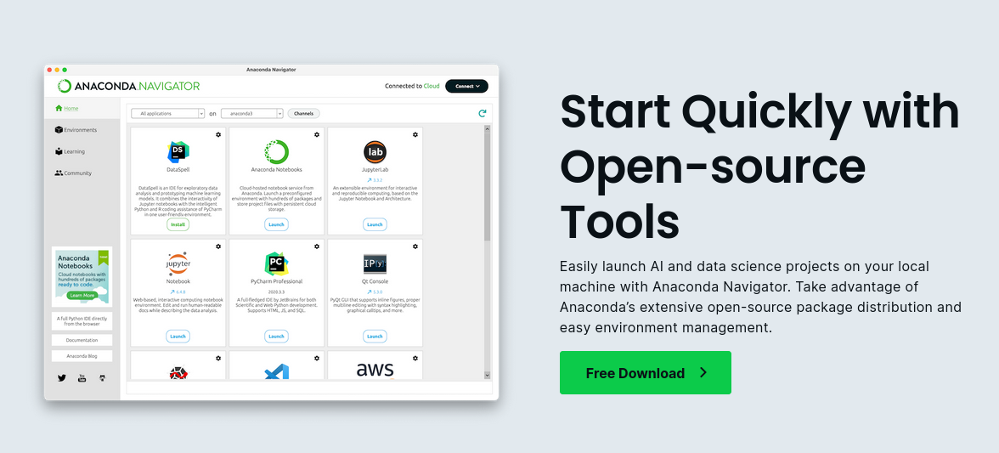 Anaconda Navigator
ANACONDA.NAVIGATOR
Connected to Cloud
Connect
Home
Environments
Learning
Community
Anaconda
Notebooks
Cloud notebooks with
hundreds of packages
ready to code.
Learn More
A full Python IDE directly
from the browser
Documentation
Anaconda Blog
You
Tube
All applications
on
anaconda3
Channels
DS
DataSpell
DataSpell is an IDE for exploratory data
analysis and prototyping machine learning
models. It combines the interactivity of
Jupyter notebooks with the intelligent
Python and R coding assistance of PyCharm
in one user-friendly environment.
Install
Anaconda Notebooks
Cloud-hosted notebook service from
Anaconda. Launch a preconfigured
environment with hundreds of packages and
store project files with persistent cloud
storage.
Launch
lab
JupyterLab
3.3.2
An extensible environment for interactive
and reproducible computing, based on the
Jupyter Notebook and Architecture.
Launch
jupyter
Notebook
6.4.8
Web-based, interactive computing notebook
environment. Edit and run human-readable
docs while describing the data analysis.
Launch
PC
PyCharm Professional
2020.3.3
A full-fledged IDE by JetBrains for both
Scientific and Web Python development.
Supports HTML, JS, and SQL.
Launch
IP[y]:
Qt Console
5.3.0
PyQt GUI that supports inline figures, proper
multiline editing with syntax highlighting,
graphical calltips, and more.
Launch
aws
Start Quickly with
Open-source
Tools
Easily launch AI and data science projects on your local
machine with Anaconda Navigator. Take advantage of
Anaconda’s extensive open-source package distribution and
easy environment management.
Free Download